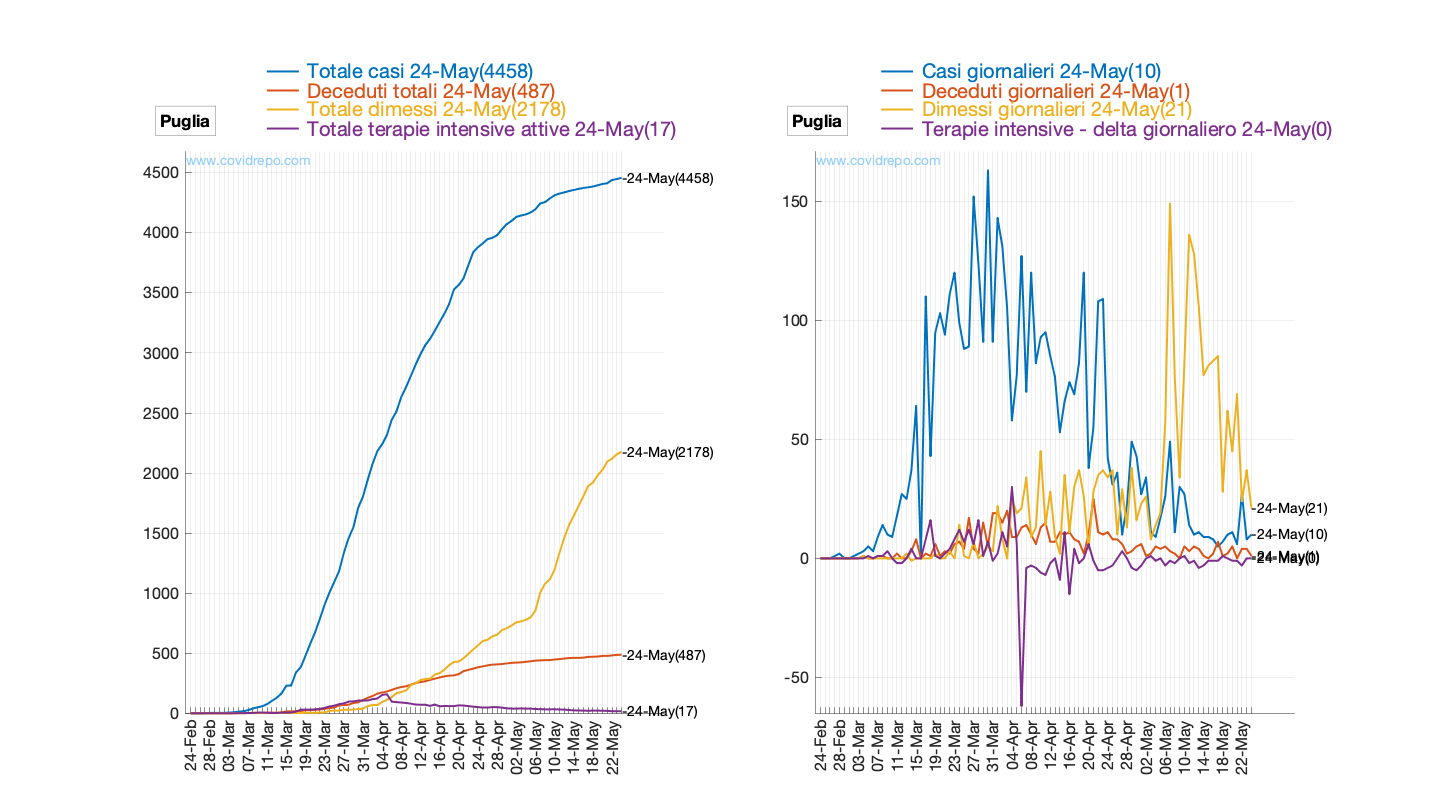 Totale casi 24-May(4458)
Deceduti totali 24-May(487)
Totale dimessi 24-May(2178)
Totale terapie intensive attive 24-May(17)
Puglia
www.covidrepo.com
4500
4000
3500
3000
2500
2000
1500
1000
500
0
-24-May(4458)
-24-May(2178)
-24-May(487)
-24-May(17)
24-Feb
28-Feb
03-Mar
07-Mar
11-Mar
15-Mar
19-Mar
23-Mar
27-Mar
31-Mar
04-Apr
08-Apr
12-Apr
16-Apr
20-Apr
24-Apr
28-Apr
02-May
06-May
10-May
14-May
18-May
22-May
Casi giornalieri 24-May(10)
Deceduti giornalieri 24-May(1)
Dimessi giornalieri 24-May(21)
Terapie intensive - delta giornaliero 24-May(0)
Puglia
www.covidrepo.com
150
100
50
0
-50
-24-May(21)
-24-May(10)
-24-May(1)
-24-May(0)
24-Feb
28-Feb
03-Mar
07-Mar
11-Mar
15-Mar
19-Mar
23-Mar
27-Mar
31-Mar
04-Apr
08-Apr
12-Apr
16-Apr
20-Apr
24-Apr
28-Apr
02-May
06-May
10-May
14-May
18-May
22-May